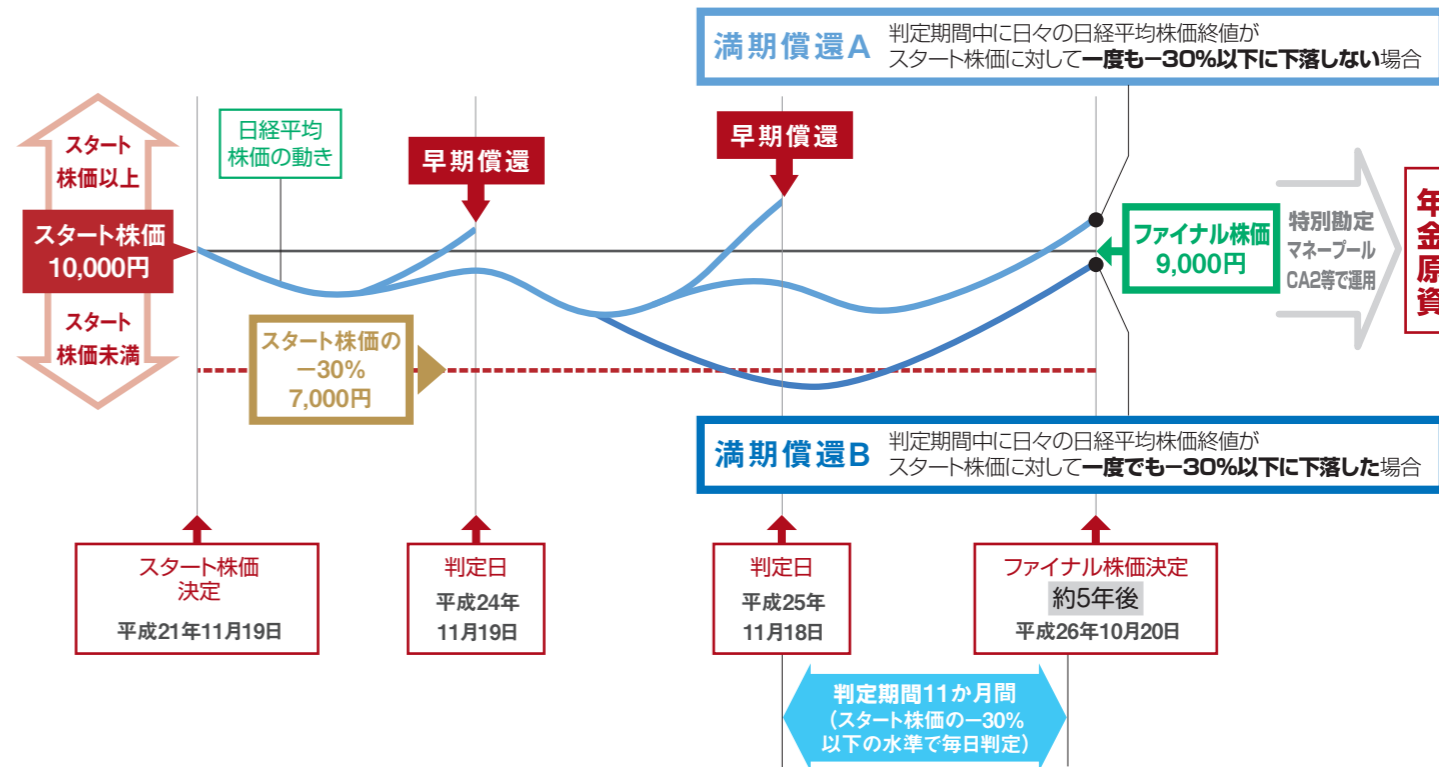 満期償還A
判定期間中に日々の日経平均株価終値が
スタート株価に対して一度も−30%以下に下落しない場合
スタート
株価以上
日経平均
株価の動き
早期償還
早期償還
スタート株価
10,000円
ファイナル株価
9,000円
特別勘定
マネープール
CA2等で運用
年金原資
スタート
株価未満
スタート株価の
−30%
7,000円
満期償還B
判定期間中に日々の日経平均株価終値が
スタート株価に対して一度でも−30%以下に下落した場合
スタート株価
決定
平成21年11月19日
判定日
平成24年
11月19日
判定日
平成25年
11月18日
ファイナル株価決定
約5年後
平成26年10月20日
判定期間11か月間
(スタート株価の−30%
以下の水準で毎日判定)